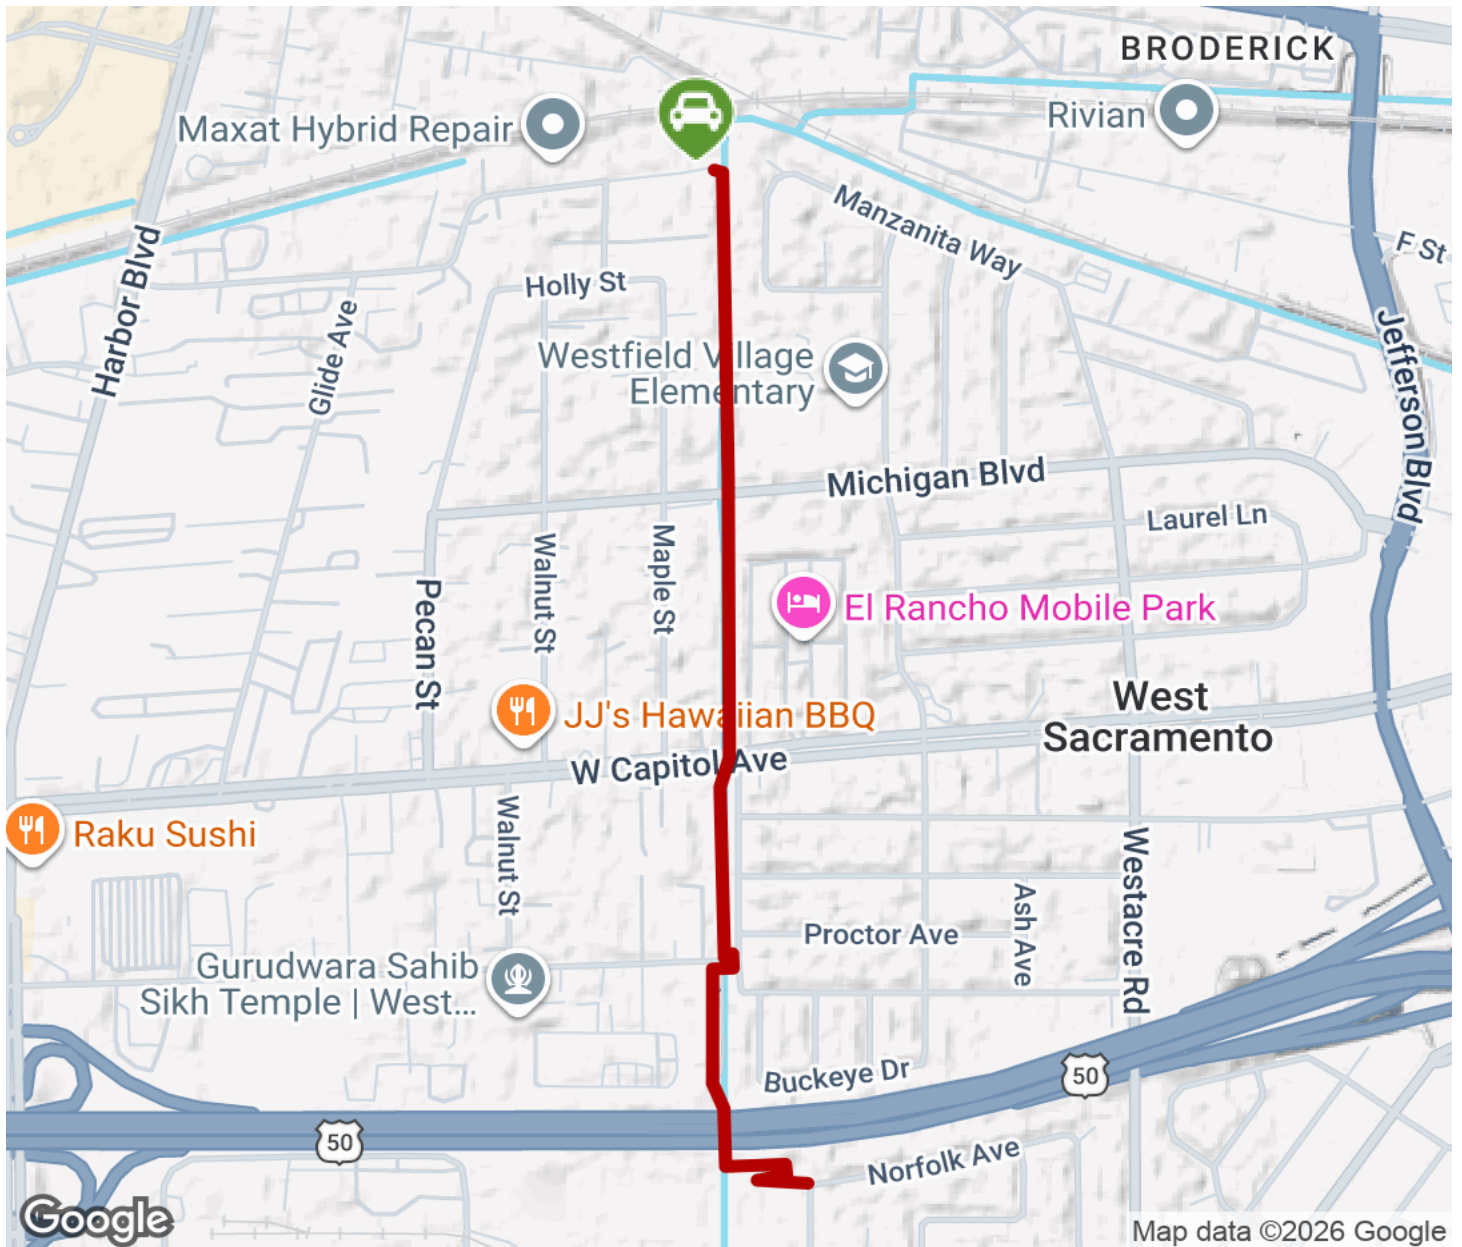 BRODERICK
Maxat Hybrid Repair
Rivian
Manzanita Way
F St
Harbor Blvd
Holly St
Glide Ave
Westfield Village
Elementary
Jefferson Blvd
Michigan Blvd
Laurel Ln
Walnut St
Maple St
Pecan St
El Rancho Mobile Park
JJ's Hawaiian BBQ
West
Sacramento
W Capitol Ave
Raku Sushi
Walnut St
Westacre Rd
Ash Ave
Proctor Ave
Gurudwara Sahib
Sikh Temple | West...
Buckeye Dr
50
50
Norfolk Ave
Google
Map data ©2026 Google